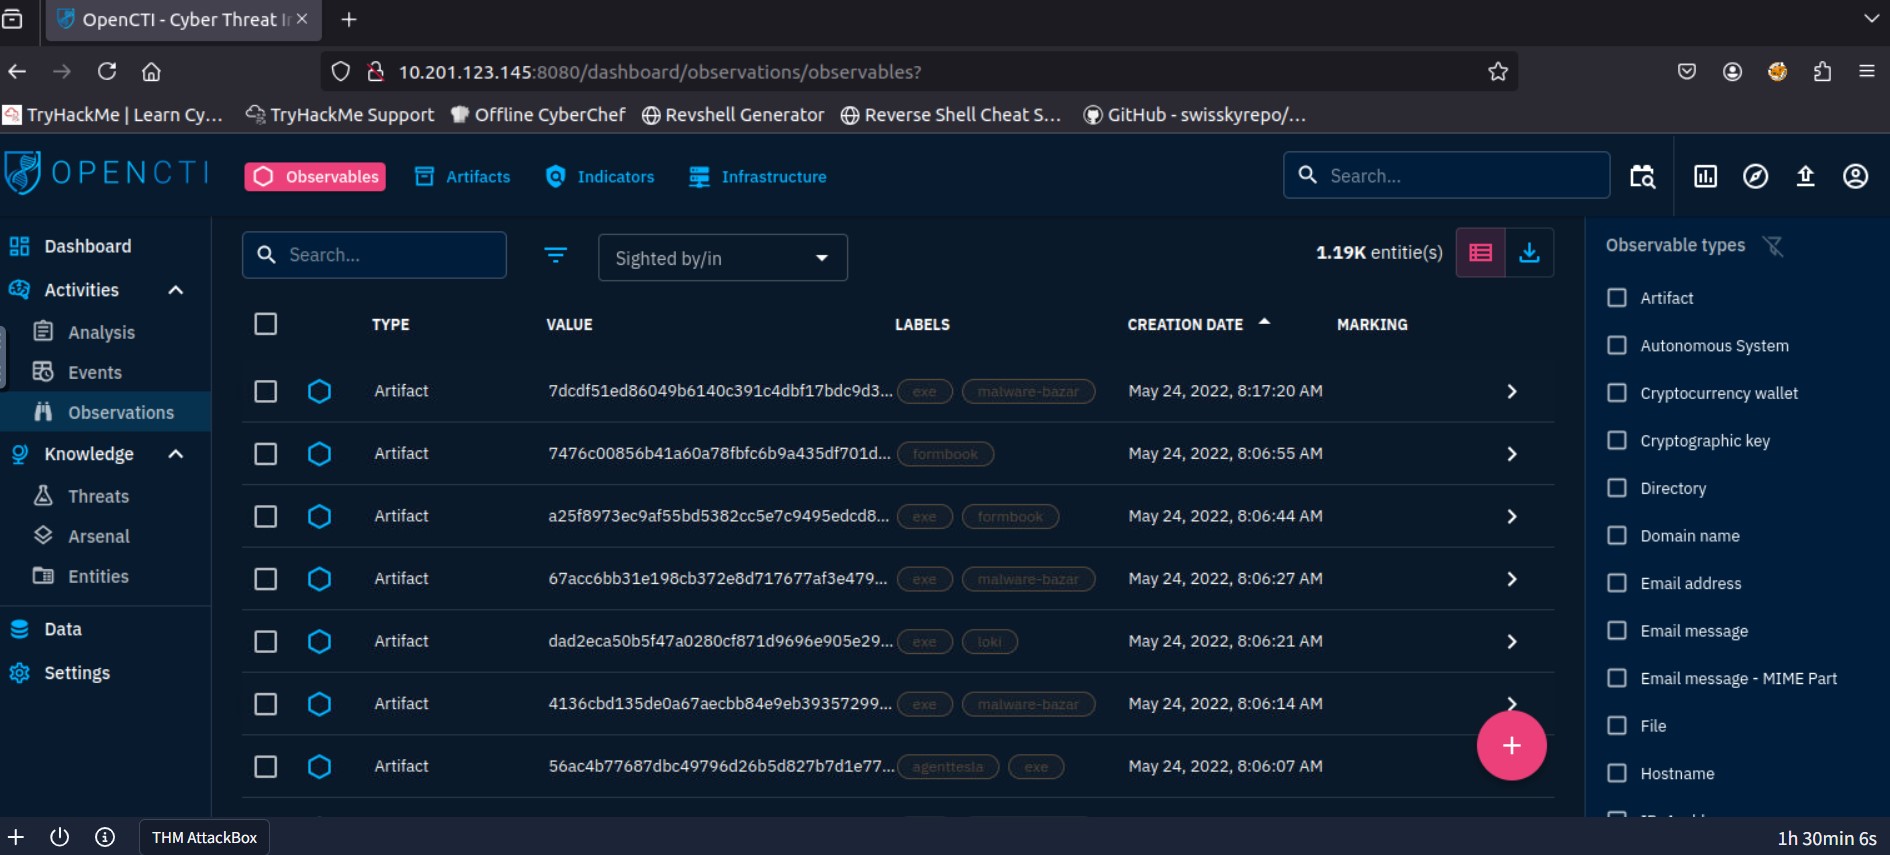 OpenCTI - Cyber Threat Ir
10.201.123.145:8080/dashboard/observations/observables?
TryHackMe | Learn Cy... TryHackMe Support Offline CyberChef Revshell Generator Reverse Shell Cheat S... GitHub - swisskyrepo/...
OPENCTI Observables Artifacts Indicators Infrastructure Search...
Dashboard
Activities
Analysis
Events
Observations
Knowledge
Threats
Arsenal
Entities
Data
Settings
Search... Sighted by/in 1.19K entitie(s)
TYPE VALUE LABELS CREATION DATE MARKING
Artifact 7dcdf51ed86049b6140c391c4dbf17bdc9d3... exe malware-bazar May 24, 2022, 8:17:20 AM
Artifact 7476c00856b41a60a78fbfc6b9a435df701d... formbook May 24, 2022, 8:06:55 AM
Artifact a25f8973ec9af55bd5382cc5e7c9495edcd8... exe formbook May 24, 2022, 8:06:44 AM
Artifact 67acc6bb31e198cb372e8d717677af3e479... exe malware-bazar May 24, 2022, 8:06:27 AM
Artifact dad2eca50b5f47a0280cf871d9696e905e29... exe loki May 24, 2022, 8:06:21 AM
Artifact 4136cbd135de0a67aecbb84e9eb39357299... exe malware-bazar May 24, 2022, 8:06:14 AM
Artifact 56ac4b77687dbc49796d26b5d827b7d1e77... agenttesla exe May 24, 2022, 8:06:07 AM
Observable types
Artifact
Autonomous System
Cryptocurrency wallet
Cryptographic key
Directory
Domain name
Email address
Email message
Email message - MIME Part
File
Hostname
THM AttackBox 1h 30min 6s